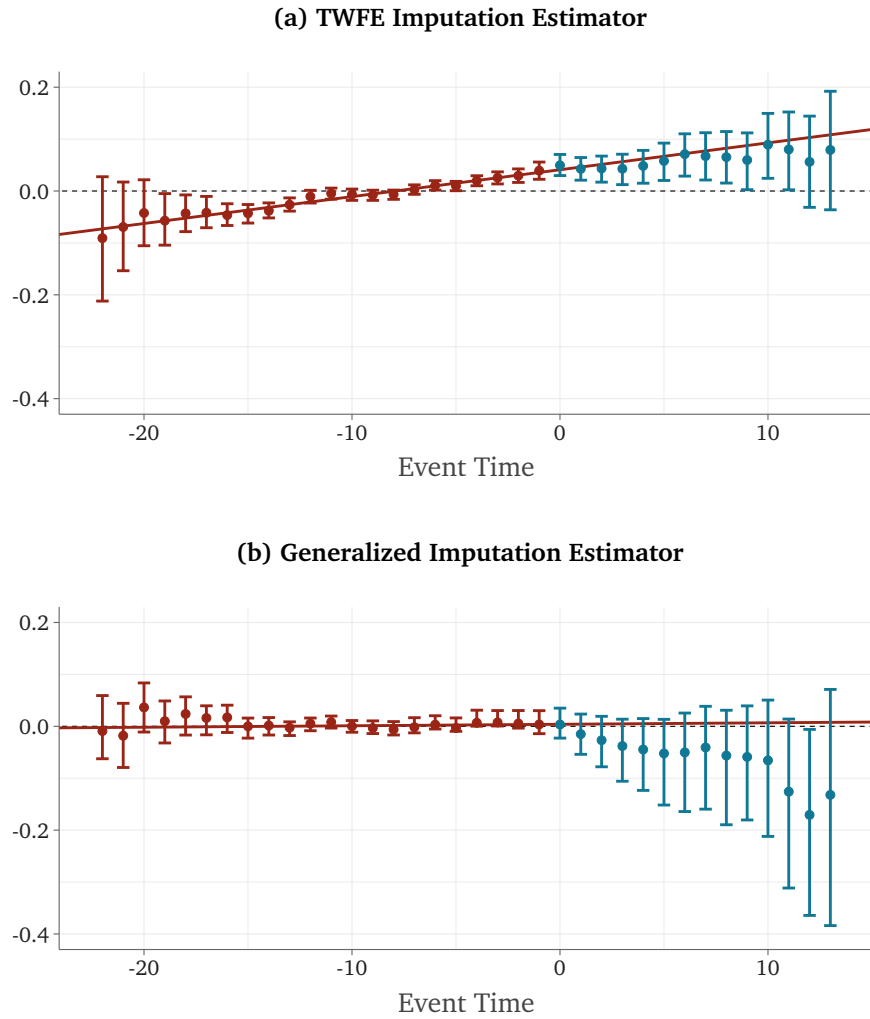 (a) TWFE Imputation Estimator
0.2
0.0
-0.2
-0.4
-20 -10 0 10
Event Time
(b) Generalized Imputation Estimator
0.2
0.0
-0.2
-0.4
-20 -10 0 10
Event Time